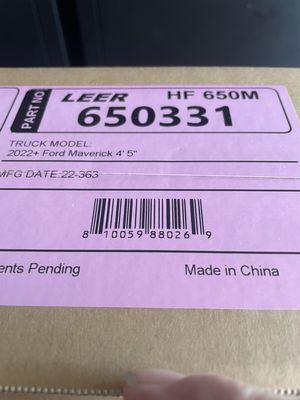 PART NO
LEER HF 650M
650331
TRUCK MODEL:
2022+ Ford Maverick 4' 5"
MFG DATE:22-363
8 10059 88026 9
ents Pending
Made in China